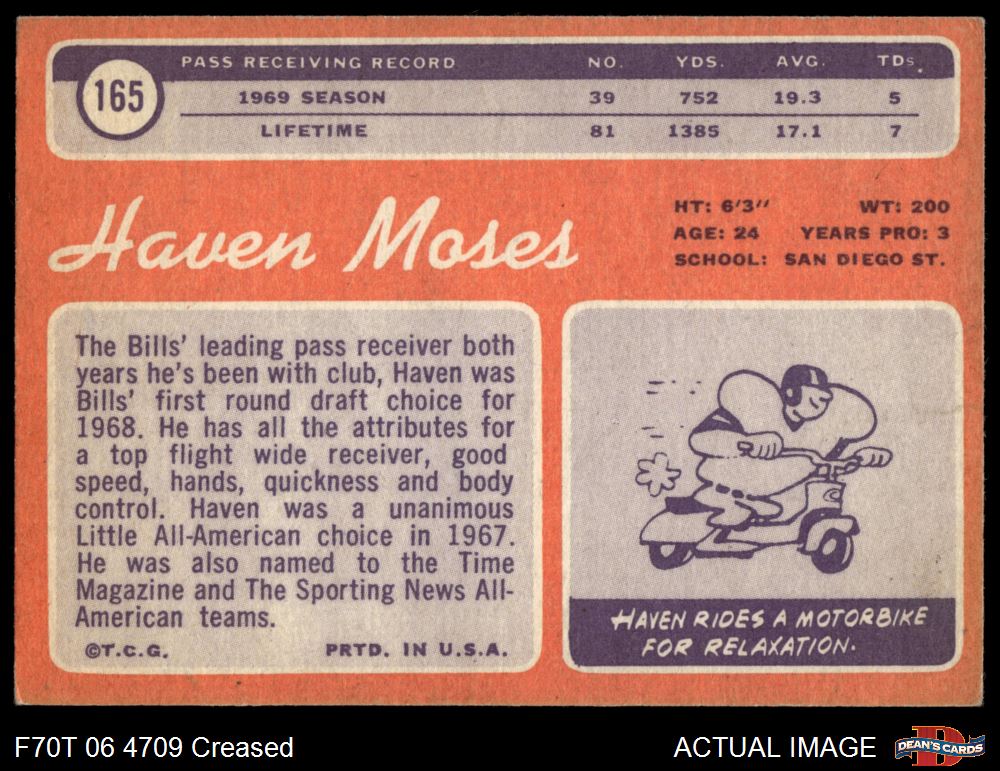 PASS RECEIVING RECORD NO. YDS. AVG. TDs.
165
1969 SEASON 39 752 19.3 5
LIFETIME 81 1385 17.1 7
Haven Moses
HT: 6'3'' WT: 200
AGE: 24 YEARS PRO: 3
SCHOOL: SAN DIEGO ST.
The Bills' leading pass receiver both
years he's been with club, Haven was
Bills' first round draft choice for
1968. He has all the attributes for
a top flight wide receiver, good
speed, hands, quickness and body
control. Haven was a unanimous
Little All-American choice in 1967.
He was also named to the Time
Magazine and The Sporting News All-
American teams.
©T.C.G. PRTD. IN U.S.A.
HAVEN RIDES A MOTORBIKE
FOR RELAXATION.
F70T 06 4709 Creased
ACTUAL IMAGE
D
DEAN'S CARDS